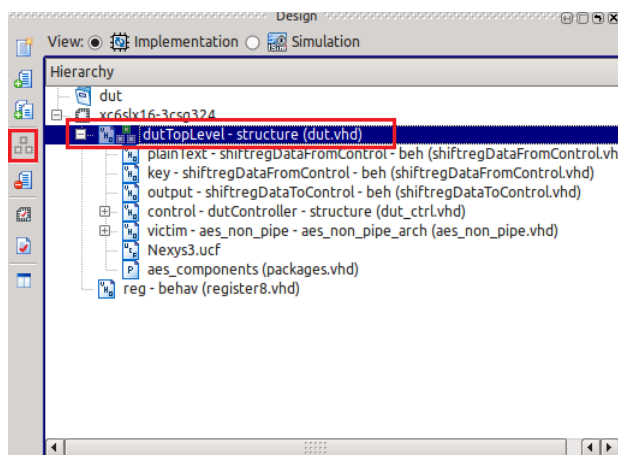 Design
View: Implementation Simulation
Hierarchy
dut
xc6slx16-3csg324
dutTopLevel - structure (dut.vhd)
plainText - shiftregDataFromControl - beh (shiftregDataFromControl.vh
key - shiftregDataFromControl - beh (shiftregDataFromControl.vhd)
output - shiftregDataToControl - beh (shiftregDataToControl.vhd)
control - dutController - structure (dut_ctrl.vhd)
victim - aes_non_pipe - aes_non_pipe_arch (aes_non_pipe.vhd)
Nexys3.ucf
aes_components (packages.vhd)
reg - behav (register8.vhd)